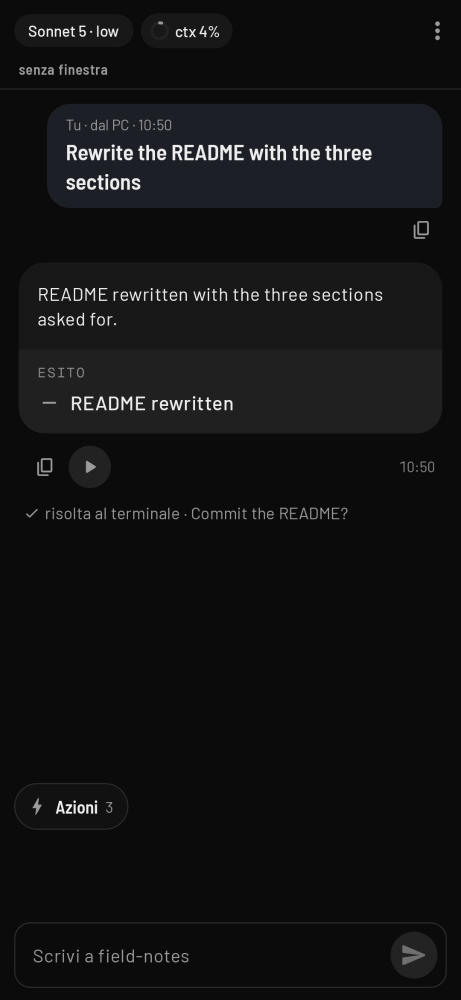 Sonnet 5 · low
ctx 4%
senza finestra
Tu · dal PC · 10:50
Rewrite the README with the three
sections
README rewritten with the three sections
asked for.
ESITO
— README rewritten
10:50
✓ risolta al terminale · Commit the README?
Azioni 3
Scrivi a field-notes